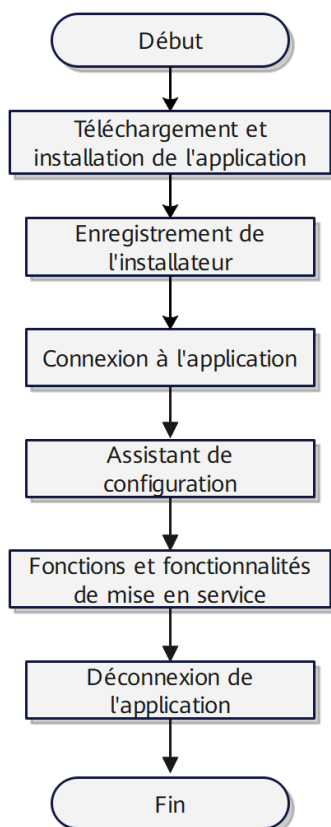 Début
Téléchargement et
installation de l'application
Enregistrement de
l'installateur
Connexion à l'application
Assistant de
configuration
Fonctions et fonctionnalités
de mise en service
Déconnexion de
l'application
Fin